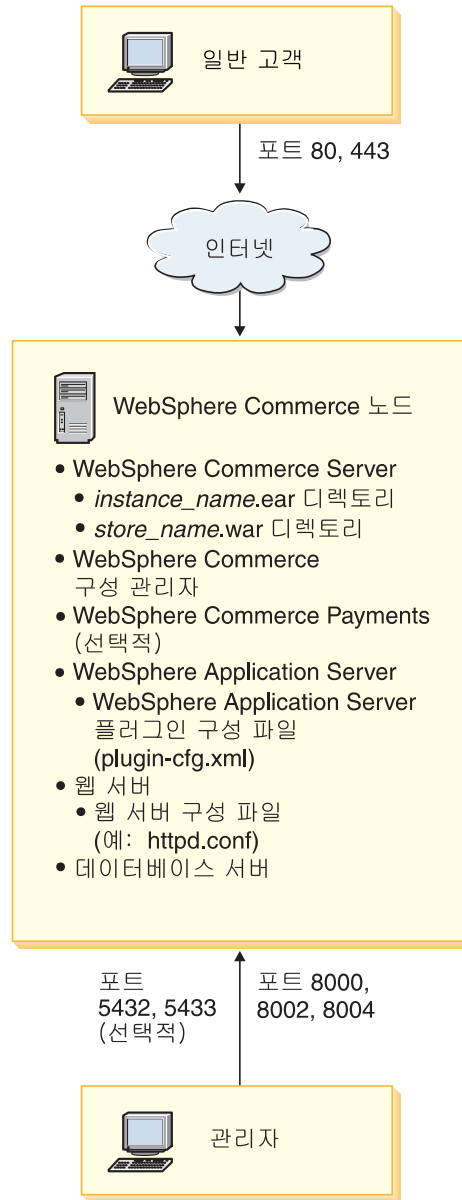 일반 고객
포트 80, 443
인터넷
WebSphere Commerce 노드
• WebSphere Commerce Server
• instance_name.ear 디렉토리
• store_name.war 디렉토리
• WebSphere Commerce
구성 관리자
• WebSphere Commerce Payments
(선택적)
• WebSphere Application Server
• WebSphere Application Server
플러그인 구성 파일
(plugin-cfg.xml)
• 웹 서버
• 웹 서버 구성 파일
(예: httpd.conf)
• 데이터베이스 서버
포트
5432, 5433
(선택적)
포트 8000,
8002, 8004
관리자